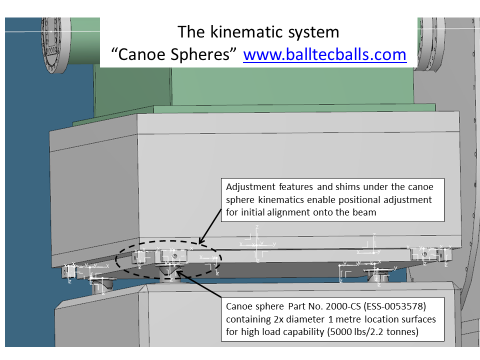 The kinematic system
“Canoe Spheres” www.balltecballs.com
Adjustment features and shims under the canoe
sphere kinematics enable positional adjustment
for initial alignment onto the beam
Canoe sphere Part No. 2000-CS (ESS-0053578)
containing 2x diameter 1 metre location surfaces
for high load capability (5000 lbs/2.2 tonnes)